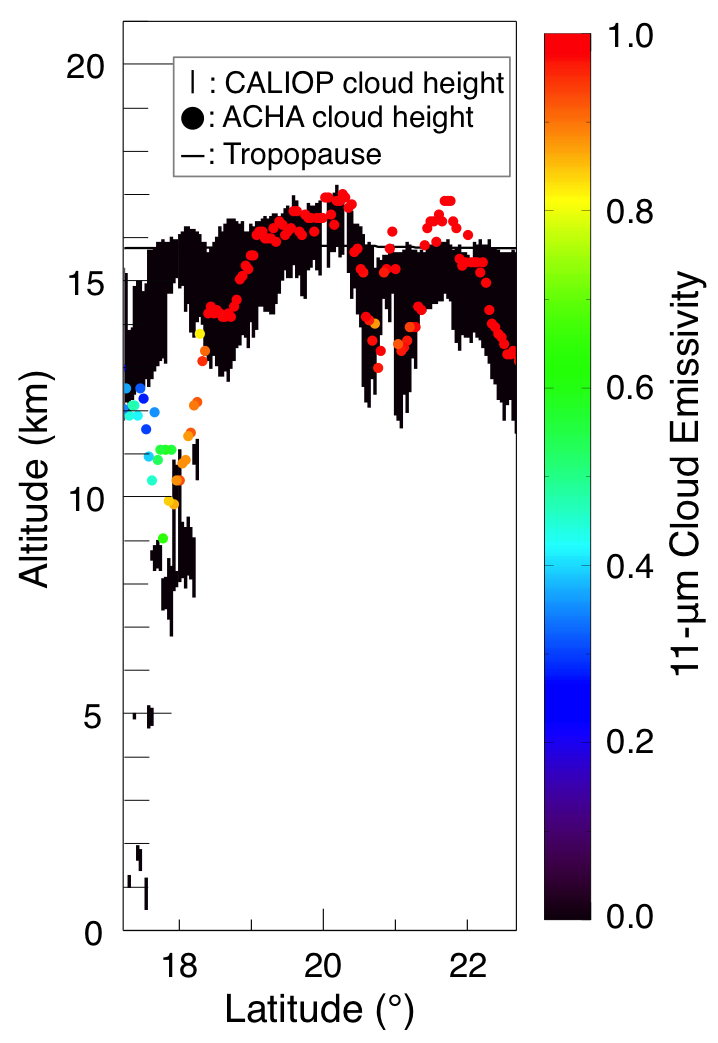 20
15
10
5
0
Altitude (km)
| : CALIOP cloud height
●: ACHA cloud height
—: Tropopause
18
20
22
Latitude (°)
1.0
0.8
0.6
0.4
0.2
0.0
11-µm Cloud Emissivity